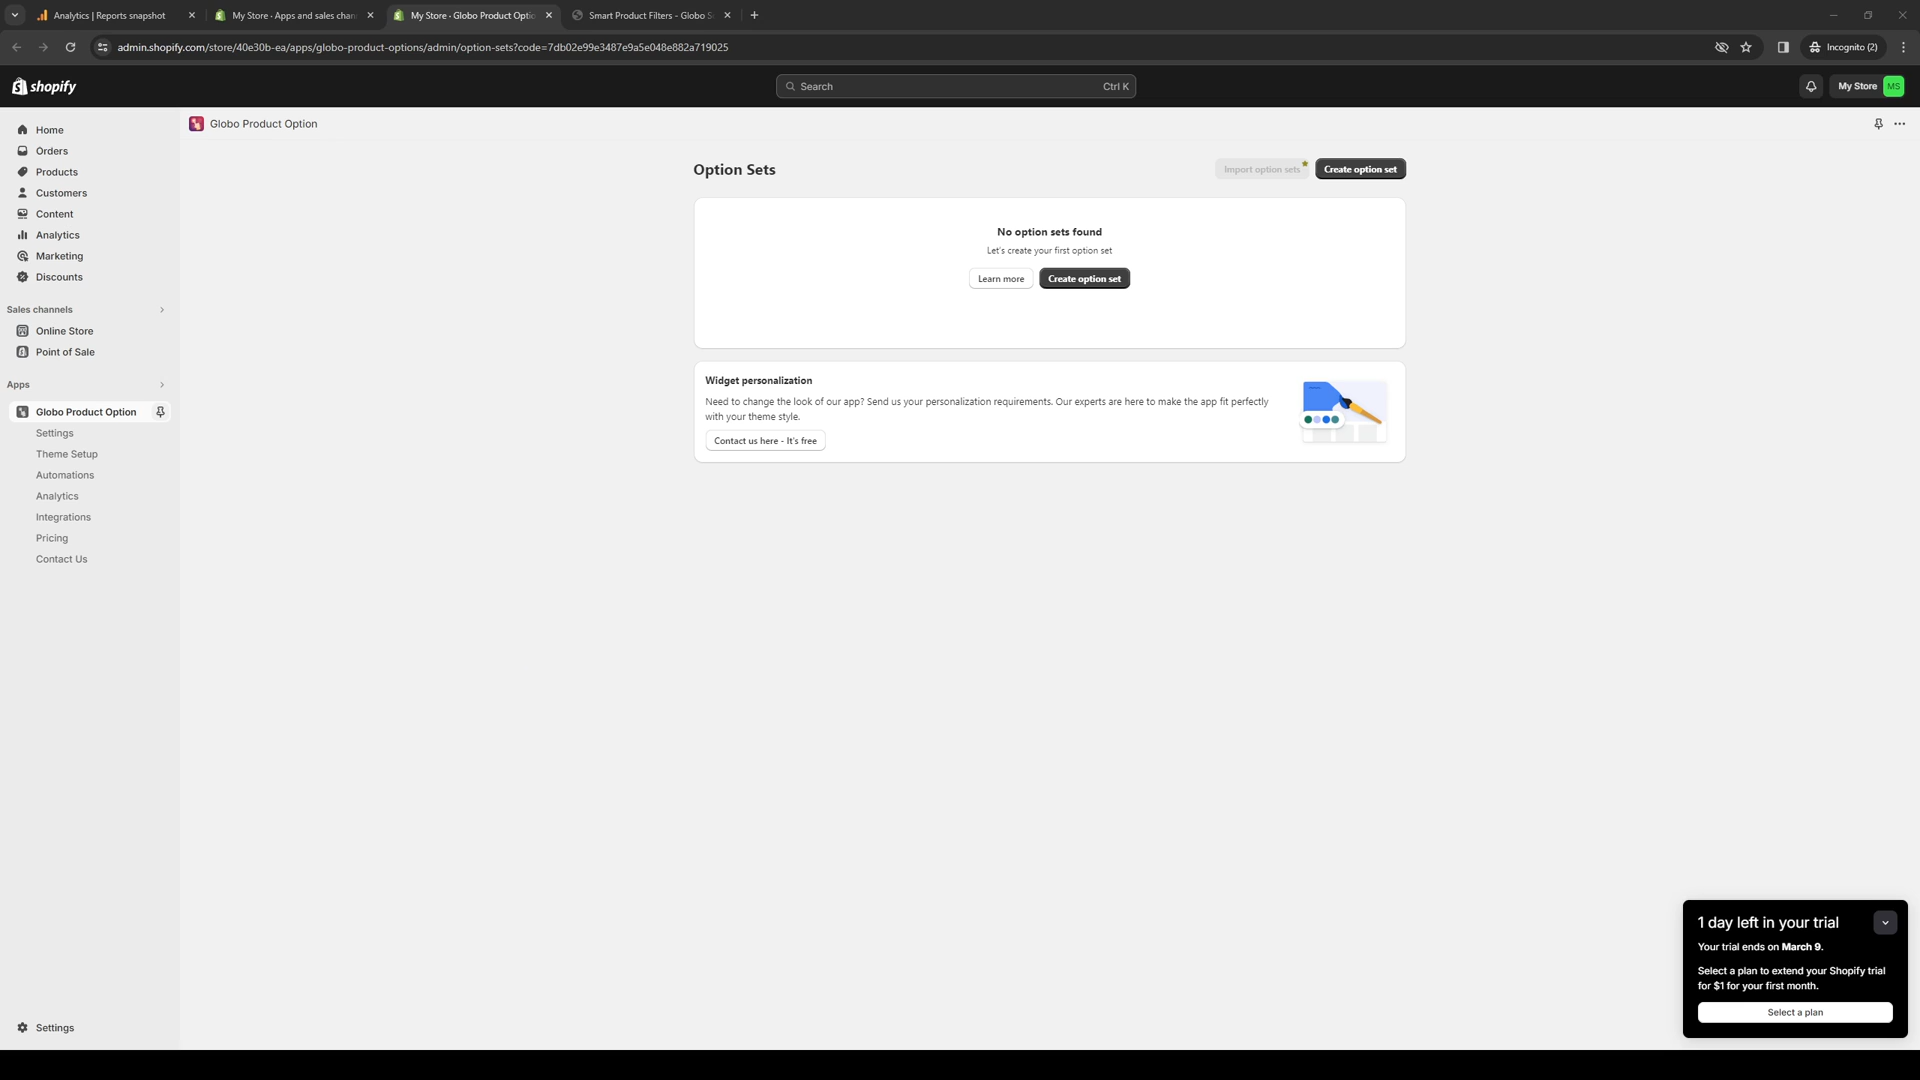 Analytics | Reports snapshot
My Store · Apps and sales chan
My Store · Globo Product Optio
Smart Product Filters - Globo S
admin.shopify.com/store/40e30b-ea/apps/globo-product-options/admin/option-sets?code=7db02e99e3487e9a5e048e882a719025
Incognito (2)
shopify
Search
Ctrl K
My Store
MS
Home
Orders
Products
Customers
Content
Analytics
Marketing
Discounts
Sales channels
Online Store
Point of Sale
Apps
Globo Product Option
Settings
Theme Setup
Automations
Analytics
Integrations
Pricing
Contact Us
Settings
Globo Product Option
Option Sets
Import option sets
Create option set
No option sets found
Let's create your first option set
Learn more
Create option set
Widget personalization
Need to change the look of our app? Send us your personalization requirements. Our experts are here to make the app fit perfectly
with your theme style.
Contact us here - It's free
1 day left in your trial
Your trial ends on March 9.
Select a plan to extend your Shopify trial
for $1 for your first month.
Select a plan